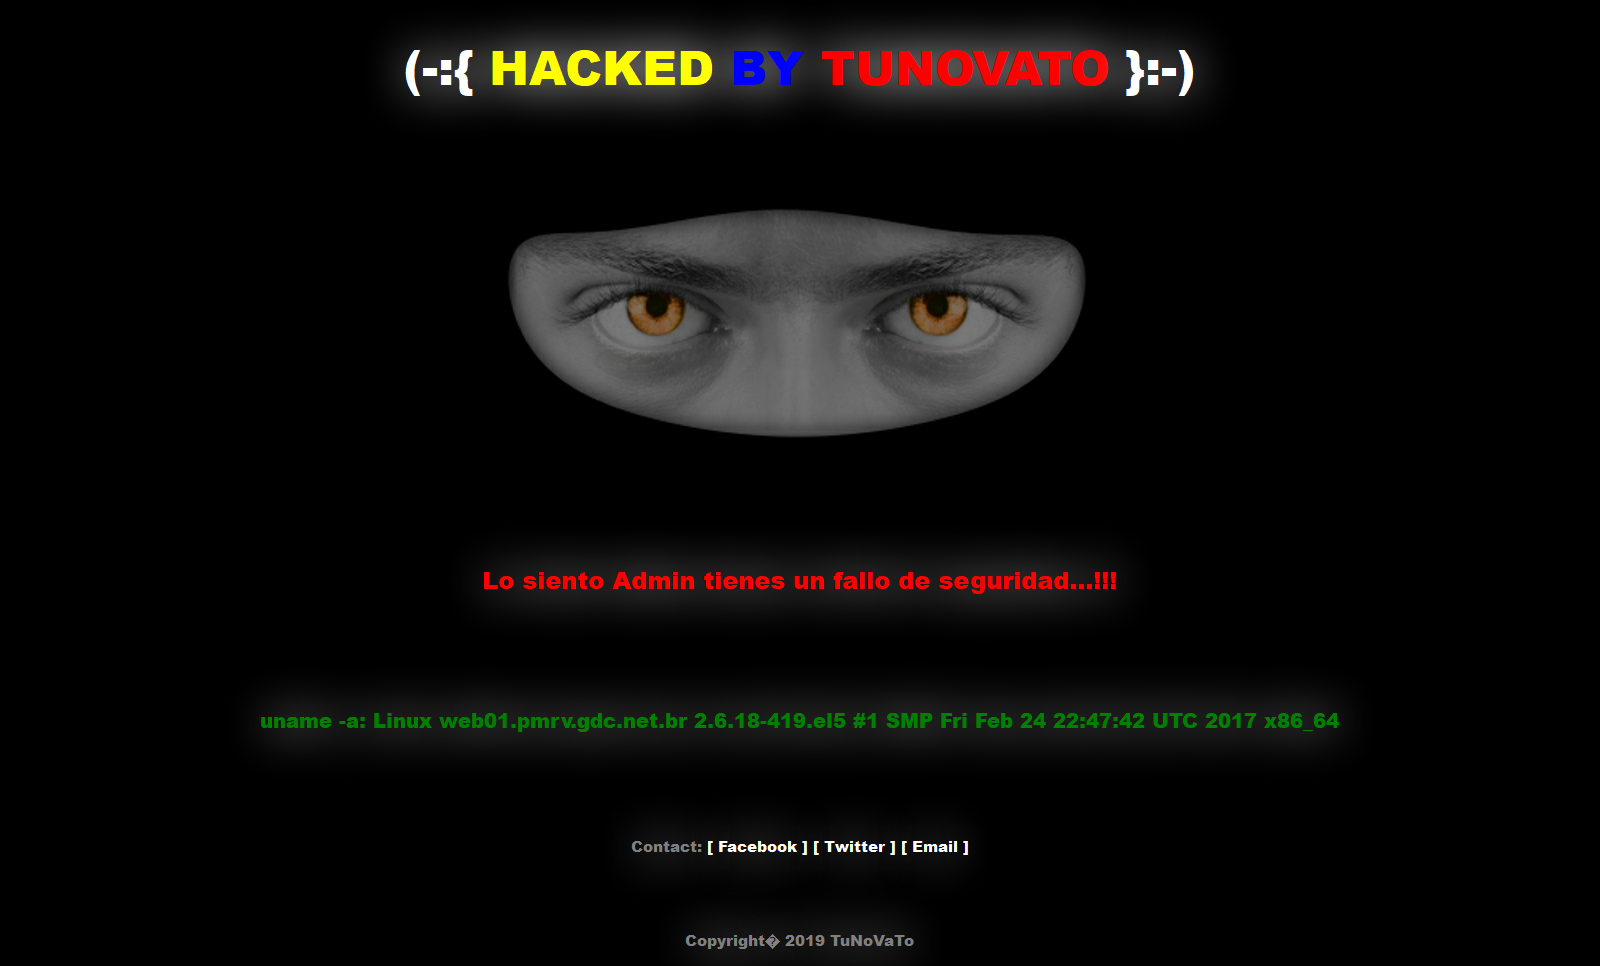 (-:{ HACKED BY TUNOVATO }:-)
Lo siento Admin tienes un fallo de seguridad...!!!
uname -a: Linux web01.pmrv.gdc.net.br 2.6.18-419.el5 #1 SMP Fri Feb 24 22:47:42 UTC 2017 x86_64
Contact: [ Facebook ] [ Twitter ] [ Email ]
Copyright� 2019 TuNoVaTo